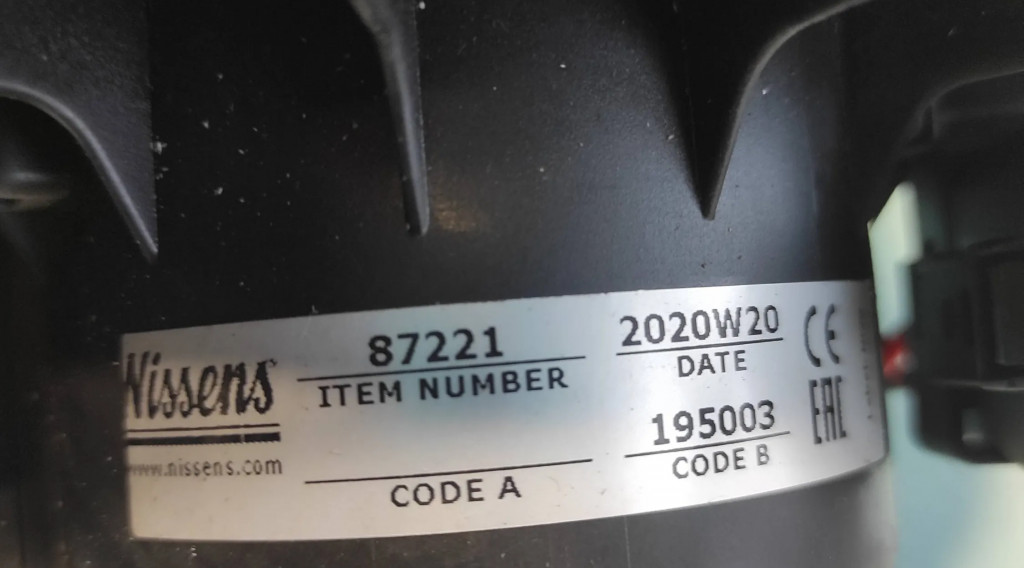 Nissens
www.nissens.com
87221
ITEM NUMBER
CODE A
2020W20
DATE
195003
CODE B
CE
EAC